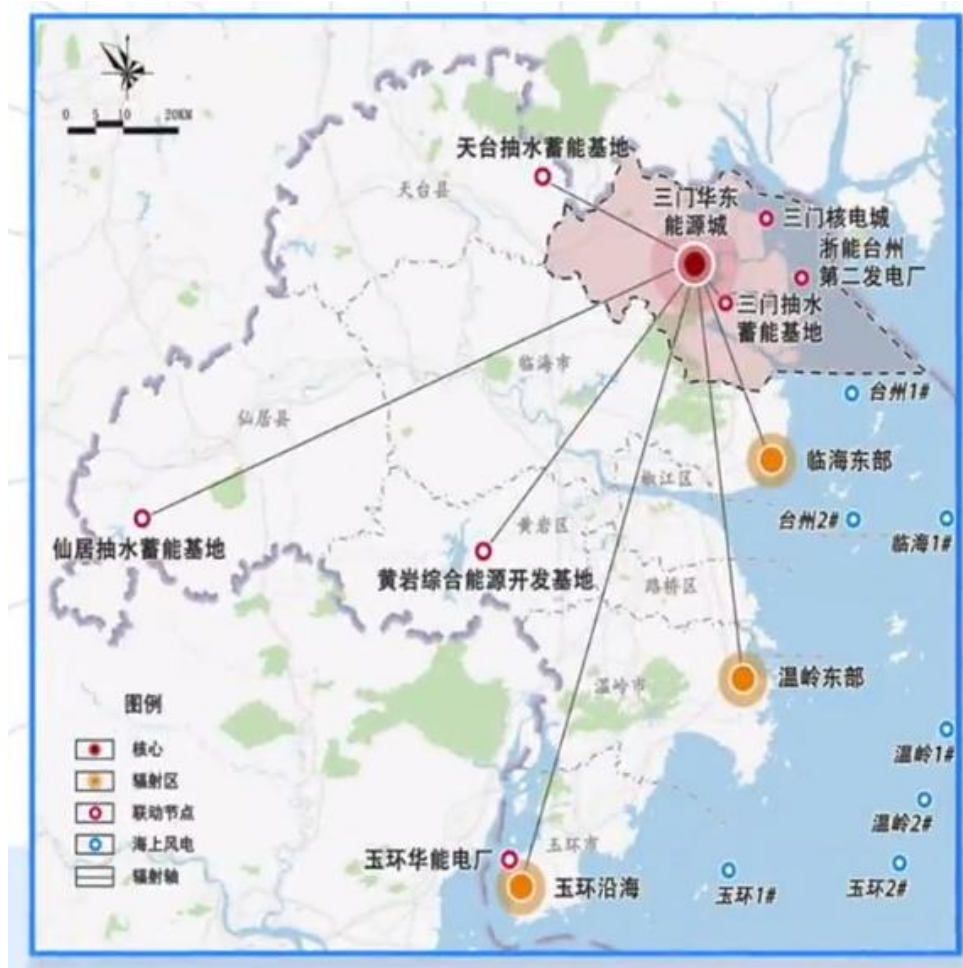 0 5 10 20KM
天台抽水蓄能基地
天台县
三门华东
能源城
三门核电城
浙能台州
第二发电厂
三门抽水
蓄能基地
临海市
台州1#
仙居县
临海东部
椒江区
台州2#
临海1#
黄岩区
仙居抽水蓄能基地
黄岩综合能源开发基地
路桥区
温岭东部
温岭市
图例
核心
辐射区
联动节点
海上风电
辐射轴
温岭1#
温岭2#
玉环市
玉环华能电厂
玉环沿海
玉环1#
玉环2#